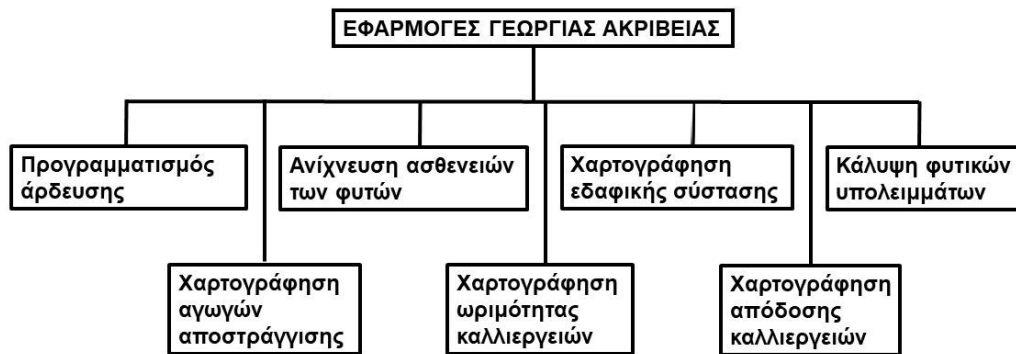 ΕΦΑΡΜΟΓΕΣ ΓΕΩΡΓΙΑΣ ΑΚΡΙΒΕΙΑΣ
Προγραμματισμός
άρδευσης
Ανίχνευση ασθενειών
των φυτών
Χαρτογράφηση
εδαφικής σύστασης
Κάλυψη φυτικών
υπολειμμάτων
Χαρτογράφηση
αγωγών
αποστράγγισης
Χαρτογράφηση
ωριμότητας
καλλιεργειών
Χαρτογράφηση
απόδοσης
καλλιεργειών